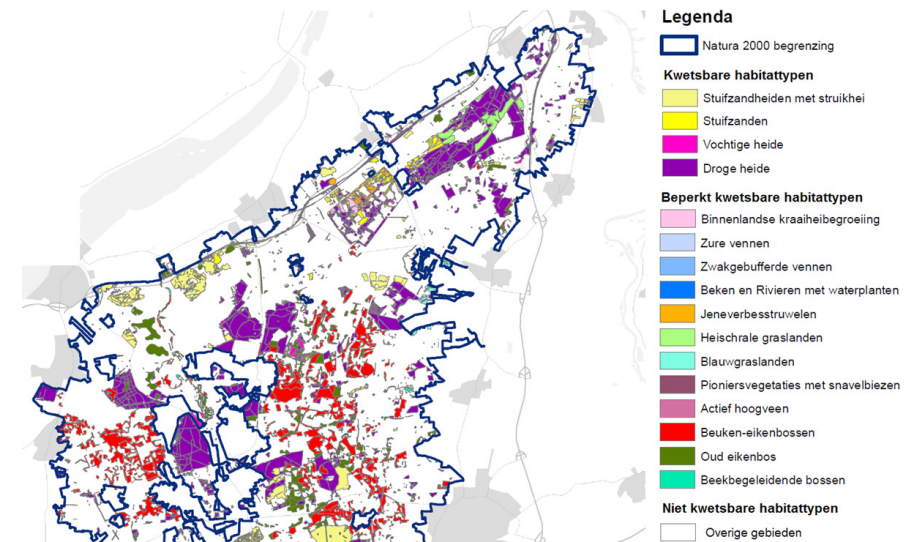 Legenda
Natura 2000 begrenzing
Kwetsbare habitattypen
Stuifzandheiden met struikhei
Stuifzanden
Vochtige heide
Droge heide
Beperkt kwetsbare habitattypen
Binnenlandse kraaiheibegroeiing
Zure vennen
Zwakgebufferde vennen
Beken en Rivieren met waterplanten
Jeneverbesstruwelen
Heischrale graslanden
Blauwgraslanden
Pioniersvegetaties met snavelbiezen
Actief hoogveen
Beuken-eikenbossen
Oud eikenbos
Beekbegeleidende bossen
Niet kwetsbare habitattypen
Overige gebieden